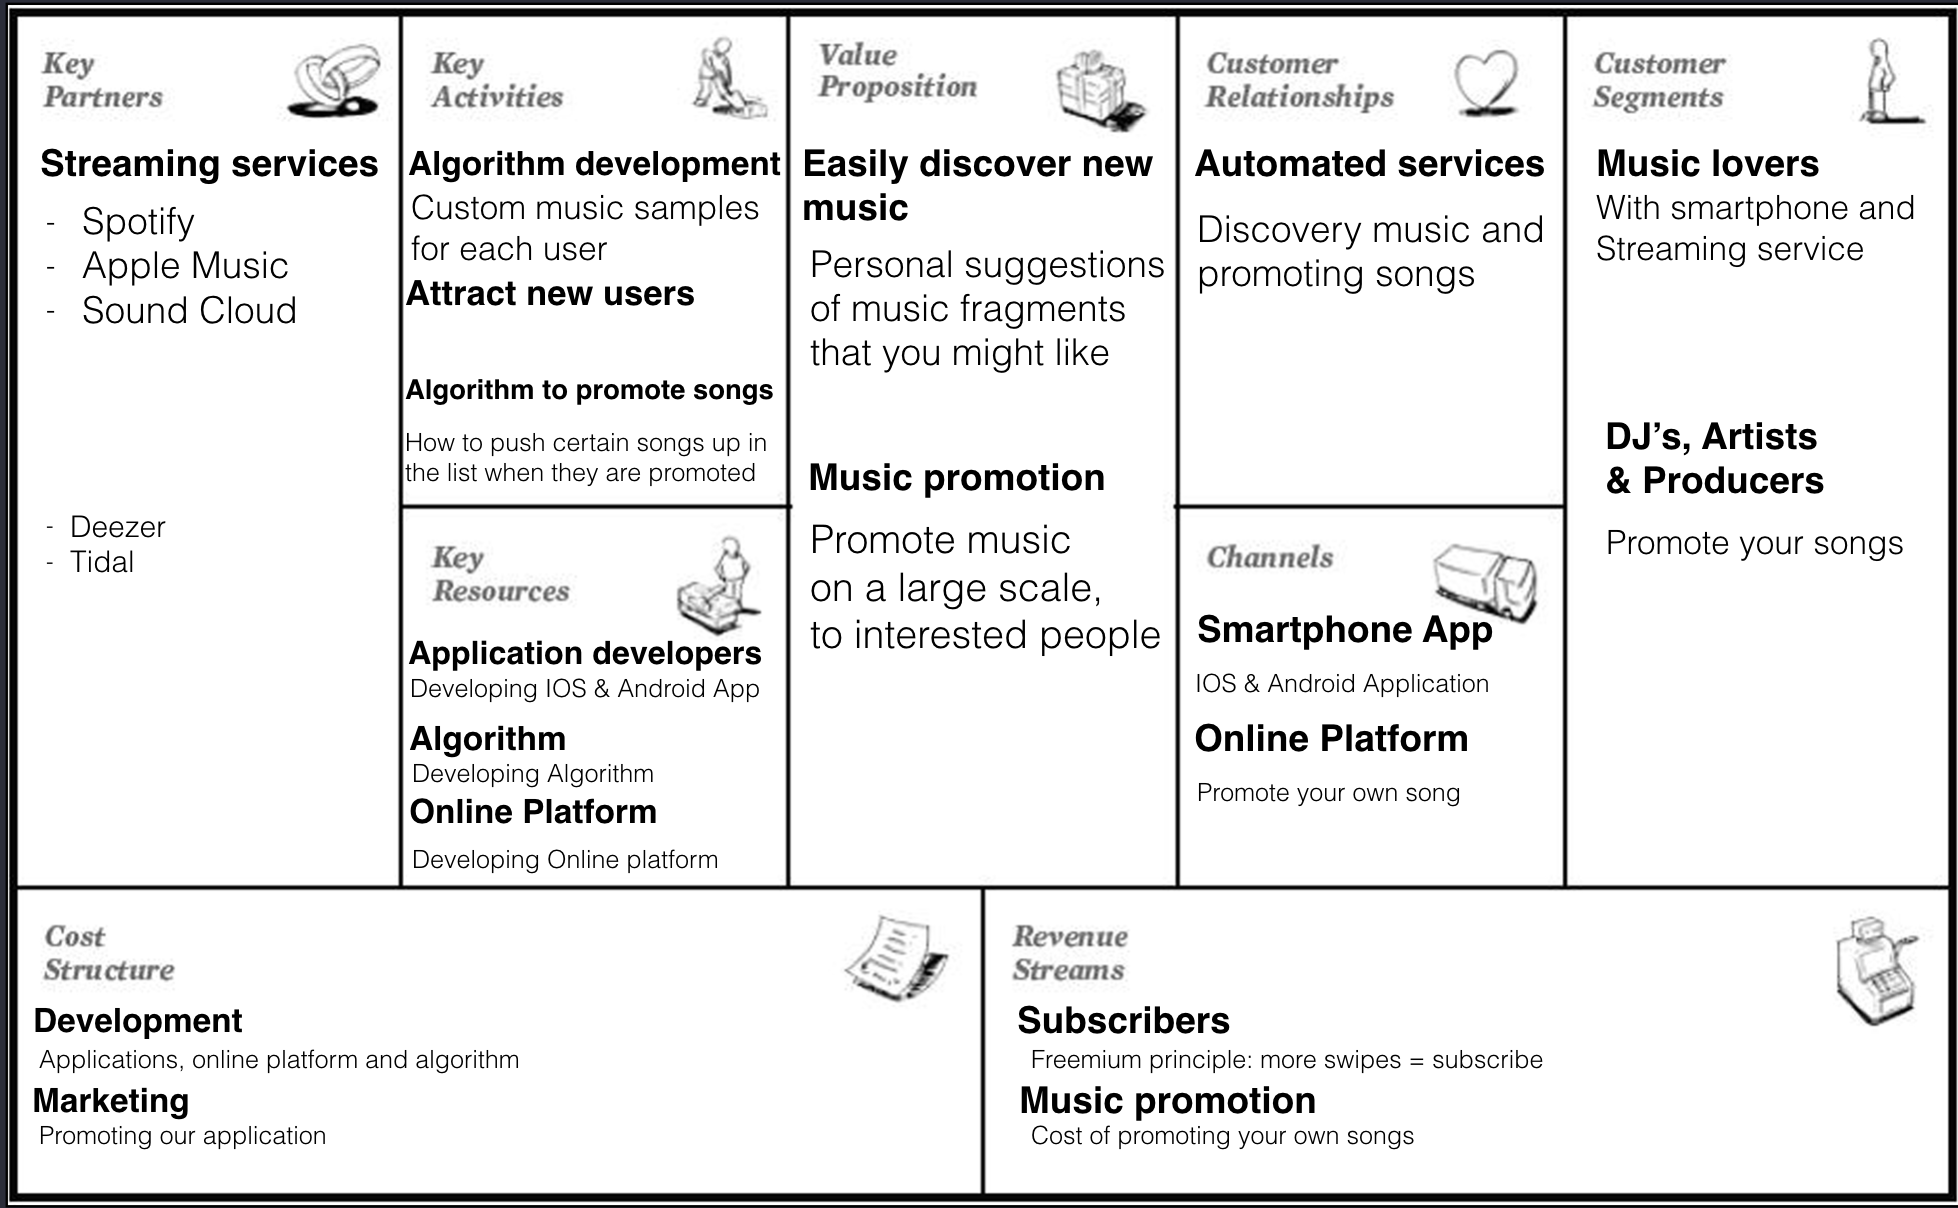 Key
Partners
Streaming services
- Spotify
- Apple Music
- Sound Cloud
- Deezer
- Tidal
Key
Activities
Algorithm development
Custom music samples
for each user
Attract new users
Algorithm to promote songs
How to push certain songs up in
the list when they are promoted
Key
Resources
Application developers
Developing IOS & Android App
Algorithm
Developing Algorithm
Online Platform
Developing Online platform
Value
Proposition
Easily discover new
music
Personal suggestions
of music fragments
that you might like
Music promotion
Promote music
on a large scale,
to interested people
Customer
Relationships
Automated services
Discovery music and
promoting songs
Channels
Smartphone App
IOS & Android Application
Online Platform
Promote your own song
Customer
Segments
Music lovers
With smartphone and
Streaming service
DJ’s, Artists
& Producers
Promote your songs
Cost
Structure
Development
Applications, online platform and algorithm
Marketing
Promoting our application
Revenue
Streams
Subscribers
Freemium principle: more swipes = subscribe
Music promotion
Cost of promoting your own songs